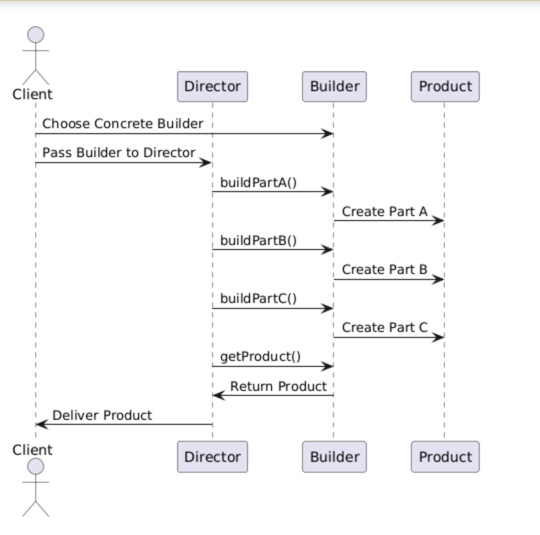 Client
Director
Builder
Product
Choose Concrete Builder
Pass Builder to Director
buildPartA()
Create Part A
buildPartB()
Create Part B
buildPartC()
Create Part C
getProduct()
Return Product
Deliver Product
Client
Director
Builder
Product